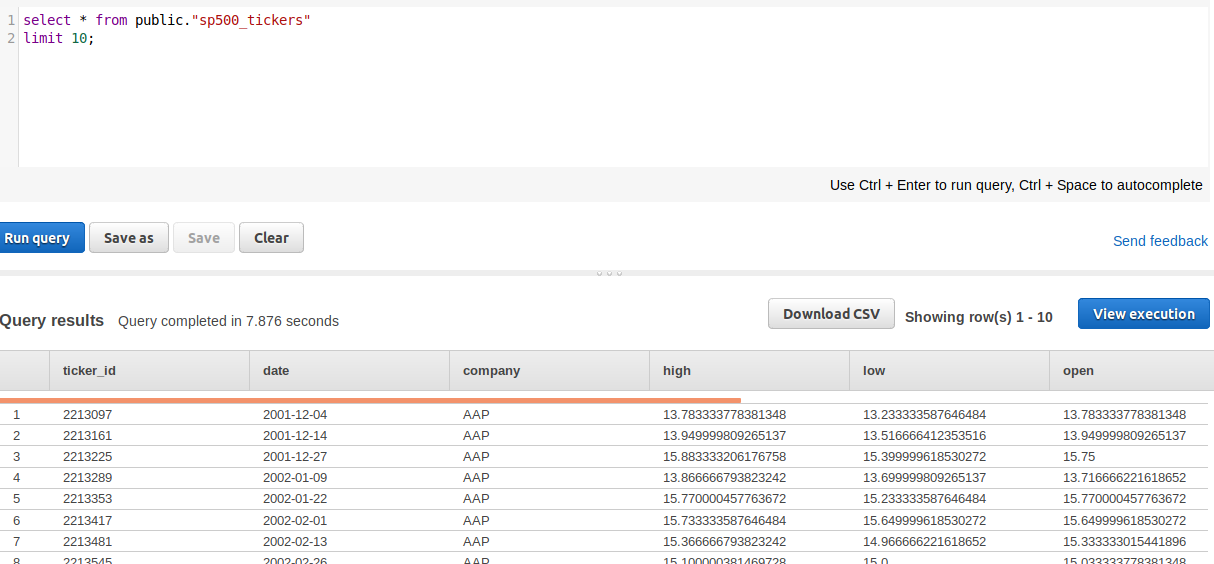 1 select * from public."sp500_tickers"
2 limit 10;
Use Ctrl + Enter to run query, Ctrl + Space to autocomplete
Run query Save as Save Clear Send feedback
Query results Query completed in 7.876 seconds Download CSV Showing row(s) 1 - 10 View execution
ticker_id date company high low open
1 2213097 2001-12-04 AAP 13.783333778381348 13.233333587646484 13.783333778381348
2 2213161 2001-12-14 AAP 13.949999809265137 13.516666412353516 13.949999809265137
3 2213225 2001-12-27 AAP 15.883333206176758 15.399999618530272 15.75
4 2213289 2002-01-09 AAP 13.866666793823242 13.699999809265137 13.716666221618652
5 2213353 2002-01-22 AAP 15.770000457763672 15.233333587646484 15.770000457763672
6 2213417 2002-02-01 AAP 15.733333587646484 15.649999618530272 15.649999618530272
7 2213481 2002-02-13 AAP 15.366666793823242 14.966666221618652 15.333333015441896
8 2213545 2002-02-26 AAP 15.100000381469728 15.0 15.033333778381348